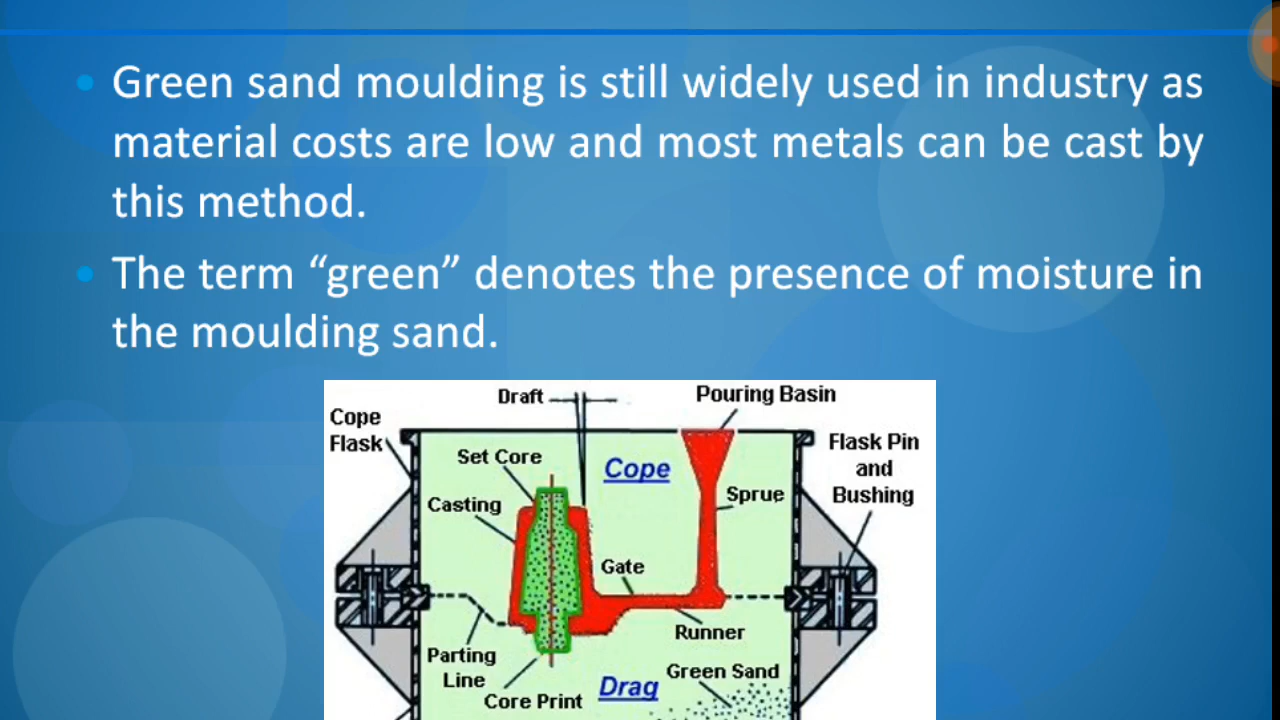 Green sand moulding is still widely used in industry as
material costs are low and most metals can be cast by
this method.
The term “green” denotes the presence of moisture in
the moulding sand.
Draft
Pouring Basin
Cope
Flask
Flask Pin
and
Bushing
Set Core
Cope
Casting
Sprue
Gate
Runner
Parting
Line
Green Sand
Core Print
Drag